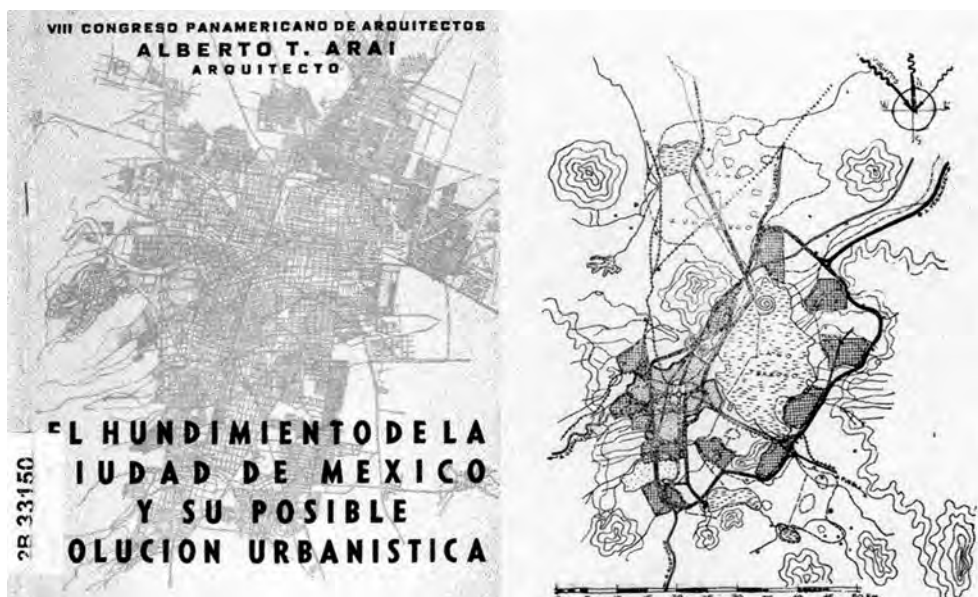 VIII CONGRESO PANAMERICANO DE ARQUITECTOS
ALBERTO T. ARAI
ARQUITECTO
EL HUNDIMIENTO DE LA
IUDAD DE MEXICO
Y SU POSIBLE
OLUCION URBANISTICA
2B 33150